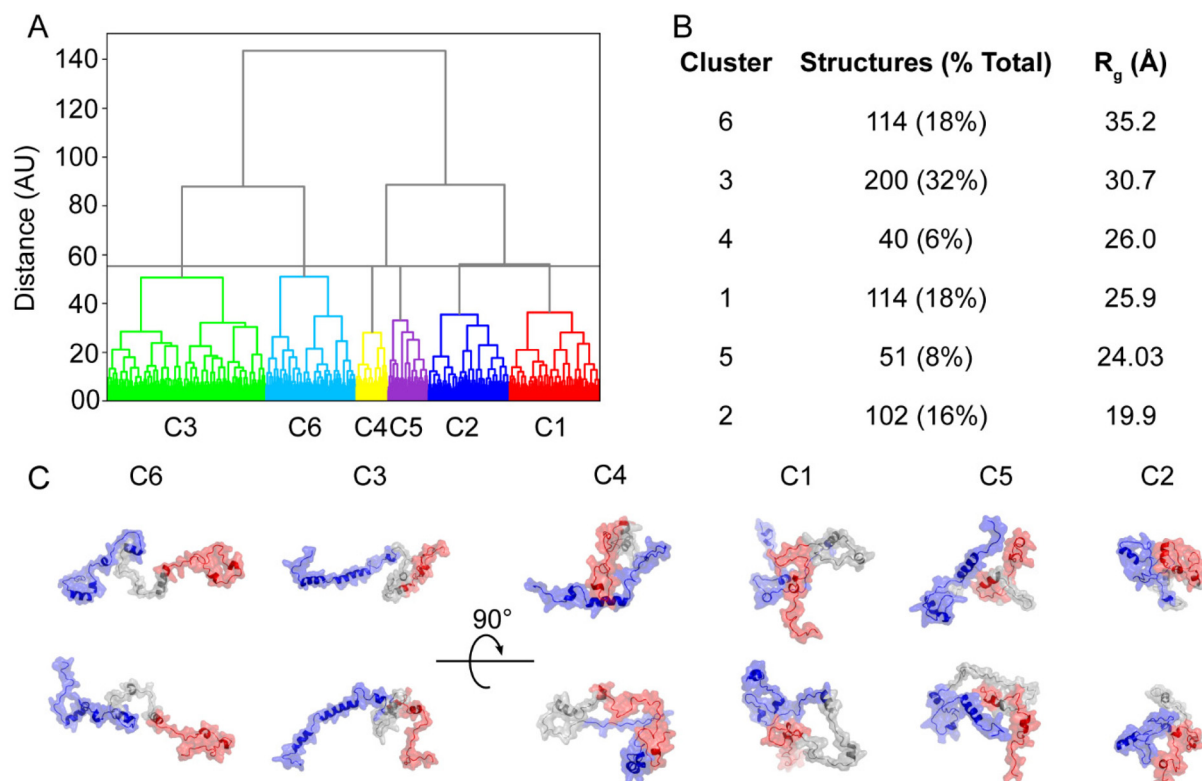 A
Distance (AU)
140
120
100
80
60
40
20
00
C3 C6 C4 C5 C2 C1
B
Cluster Structures (% Total) Rg (Å)
6 114 (18%) 35.2
3 200 (32%) 30.7
4 40 (6%) 26.0
1 114 (18%) 25.9
5 51 (8%) 24.03
2 102 (16%) 19.9
C
C6 C3 C4 C1 C5 C2
90°